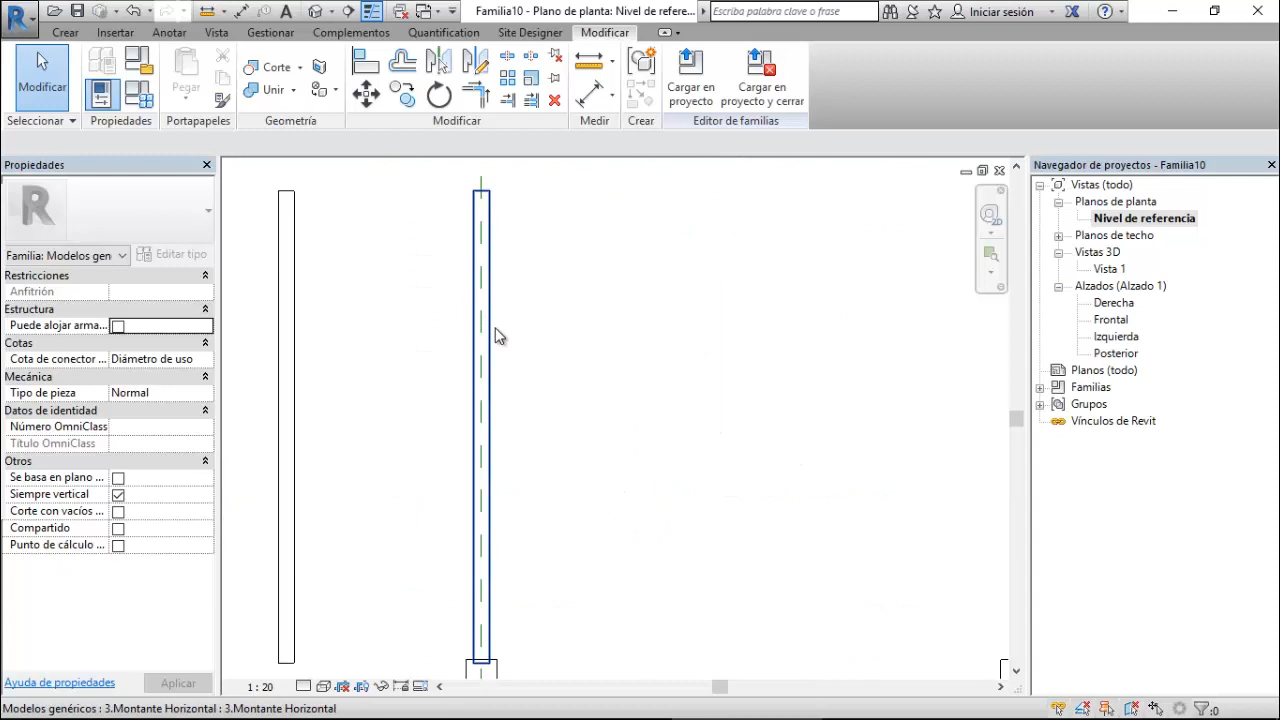 Familia10 - Plano de planta: Nivel de refere...
Escriba palabra clave o frase
Iniciar sesión
Crear Insertar Anotar Vista Gestionar Complementos Quantification Site Designer Modificar
Modificar
Pegar
Corte
Unir
Cargar en proyecto
Cargar en proyecto y cerrar
Seleccionar Propiedades Portapapeles Geometría Modificar Medir Crear Editor de familias
Propiedades
Familia: Modelos gen
Editar tipo
Restricciones
Anfitrión
Estructura
Puede alojar arma...
Cotas
Cota de conector ... Diámetro de uso
Mecánica
Tipo de pieza Normal
Datos de identidad
Número OmniClass
Título OmniClass
Otros
Se basa en plano ...
Siempre vertical
Corte con vacíos ...
Compartido
Punto de cálculo ...
Ayuda de propiedades
Aplicar
2D
1 : 20
Navegador de proyectos - Familia10
Vistas (todo)
Planos de planta
Nivel de referencia
Planos de techo
Vistas 3D
Vista 1
Alzados (Alzado 1)
Derecha
Frontal
Izquierda
Posterior
Planos (todo)
Familias
Grupos
Vínculos de Revit
Modelos genéricos : 3.Montante Horizontal : 3.Montante Horizontal
:0